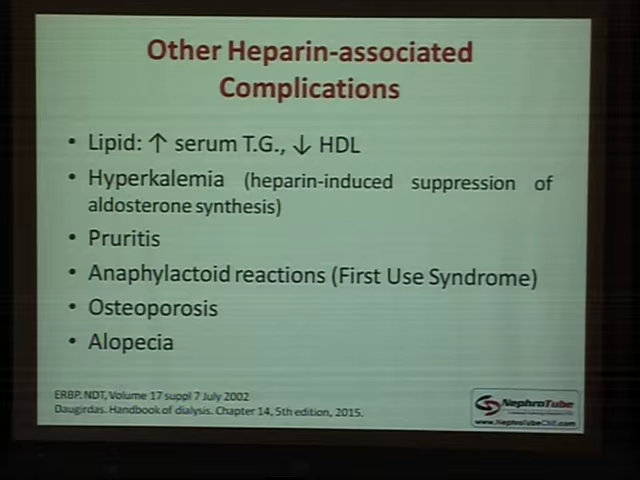 Other Heparin-associated
Complications
• Lipid: ↑ serum T.G., ↓ HDL
• Hyperkalemia (heparin-induced suppression of
aldosterone synthesis)
• Pruritis
• Anaphylactoid reactions (First Use Syndrome)
• Osteoporosis
• Alopecia
ERBP. NDT, Volume 17 suppl 7 July 2002
Daugirdas. Handbook of dialysis. Chapter 14, 5th edition, 2015.
NephroTube
www.NephroTubeCNE.com